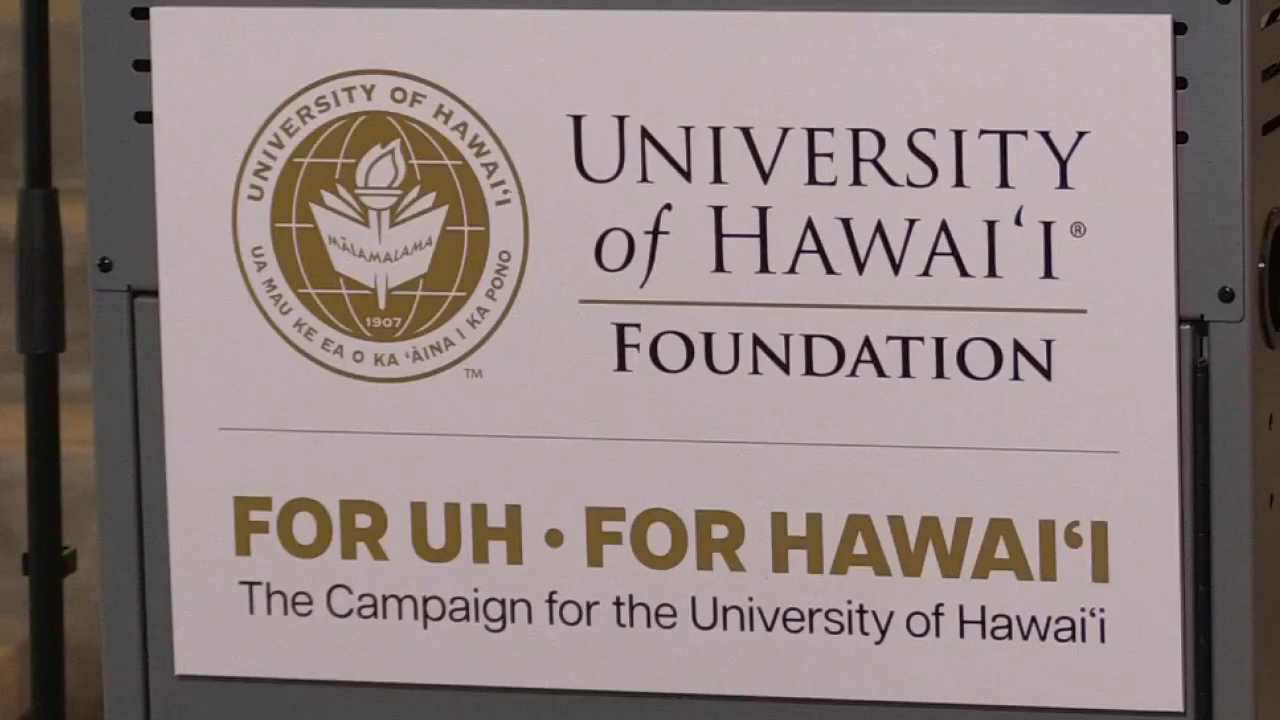 UNIVERSITY OF HAWAI‘I
MĀLAMALAMA
1907
UA MAU KE EA O KA ‘ĀINA I KA PONO
TM
UNIVERSITY
of HAWAI‘I®
FOUNDATION
FOR UH • FOR HAWAI‘I
The Campaign for the University of Hawai‘i